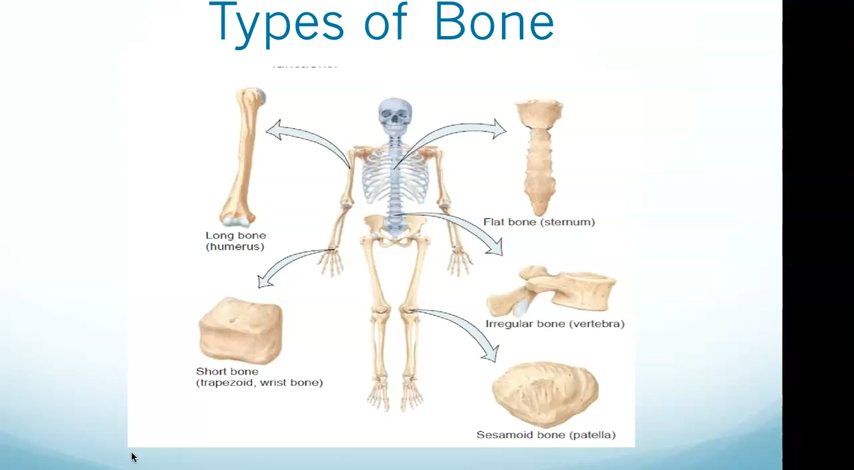 Types of Bone
Long bone
(humerus)
Flat bone (sternum)
Irregular bone (vertebra)
Short bone
(trapezoid, wrist bone)
Sesamoid bone (patella)